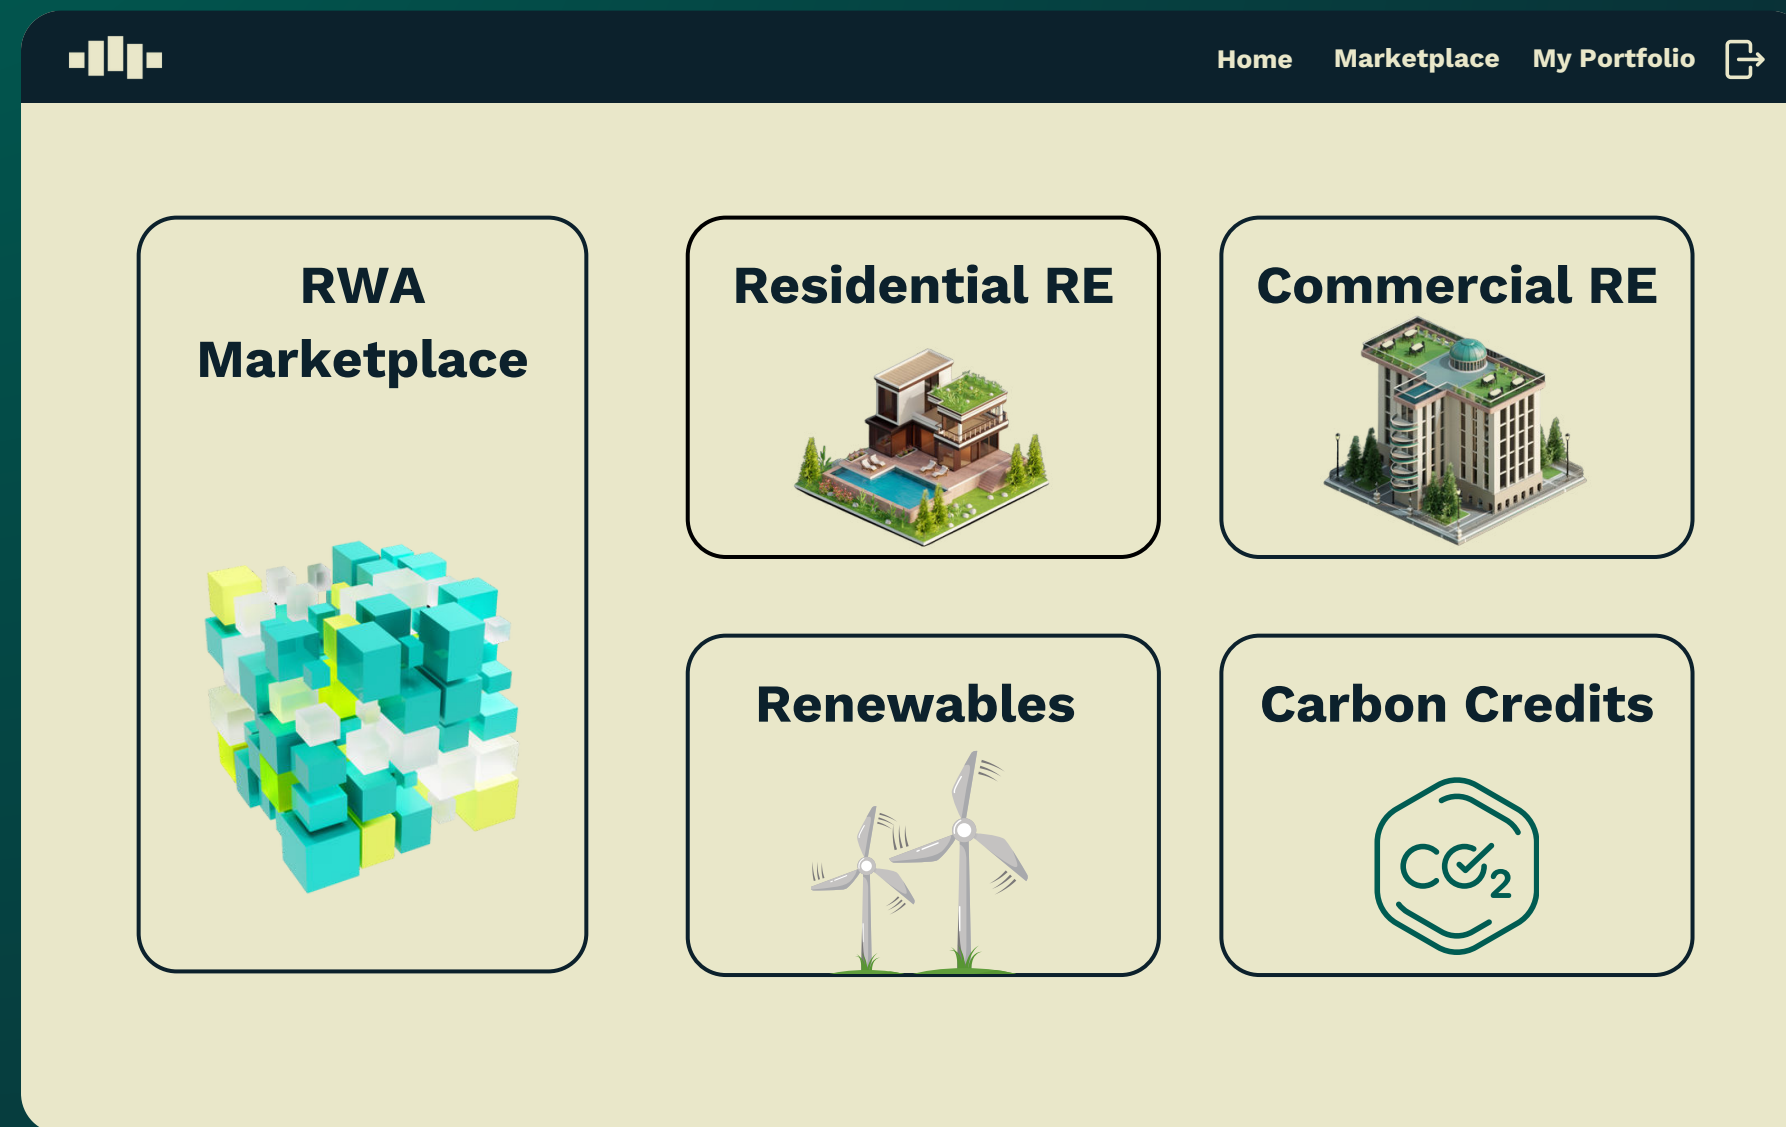 Home Marketplace My Portfolio
RWA
Marketplace
Residential RE
Commercial RE
Renewables
Carbon Credits
CO2